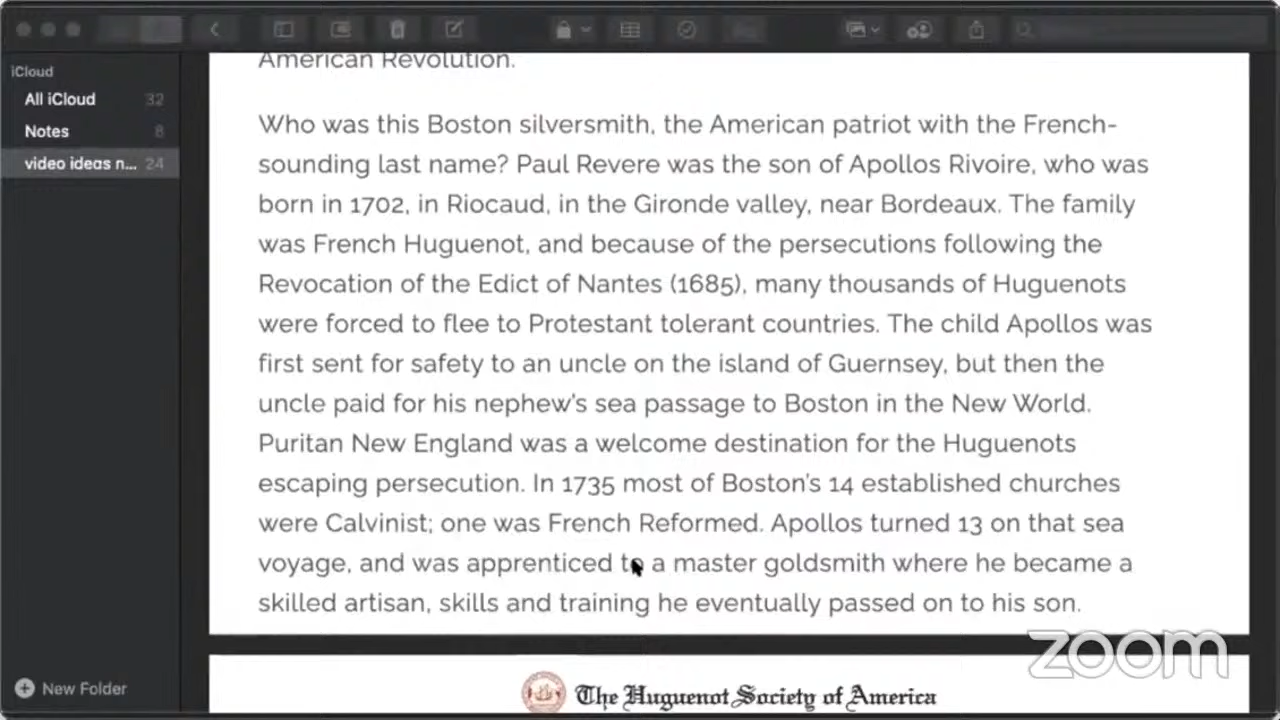 iCloud
All iCloud 32
Notes 8
video ideas n... 24
New Folder
American Revolution.
Who was this Boston silversmith, the American patriot with the French-
sounding last name? Paul Revere was the son of Apollos Rivoire, who was
born in 1702, in Riocaud, in the Gironde valley, near Bordeaux. The family
was French Huguenot, and because of the persecutions following the
Revocation of the Edict of Nantes (1685), many thousands of Huguenots
were forced to flee to Protestant tolerant countries. The child Apollos was
first sent for safety to an uncle on the island of Guernsey, but then the
uncle paid for his nephew's sea passage to Boston in the New World.
Puritan New England was a welcome destination for the Huguenots
escaping persecution. In 1735 most of Boston's 14 established churches
were Calvinist; one was French Reformed. Apollos turned 13 on that sea
voyage, and was apprenticed to a master goldsmith where he became a
skilled artisan, skills and training he eventually passed on to his son.
zoom
The Huguenot Society of America